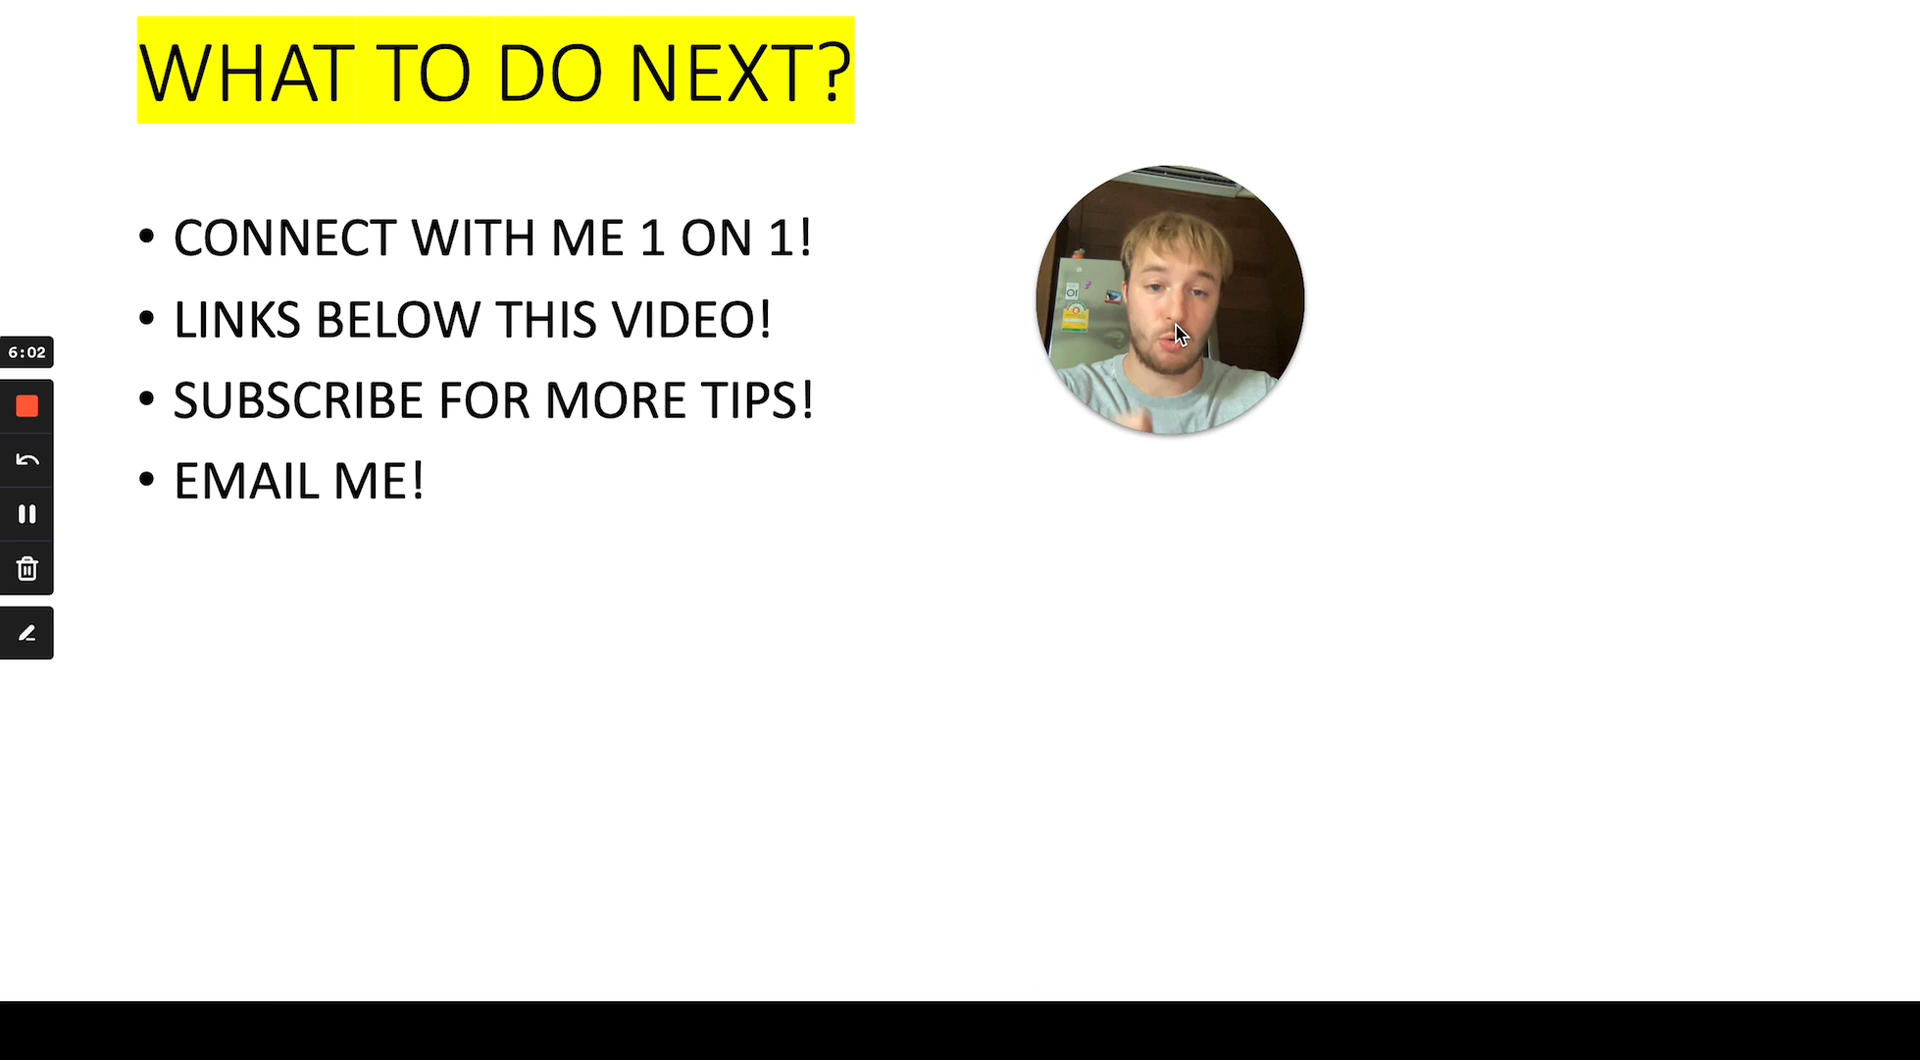 WHAT TO DO NEXT?
• CONNECT WITH ME 1 ON 1!
• LINKS BELOW THIS VIDEO!
• SUBSCRIBE FOR MORE TIPS!
• EMAIL ME!
6:02